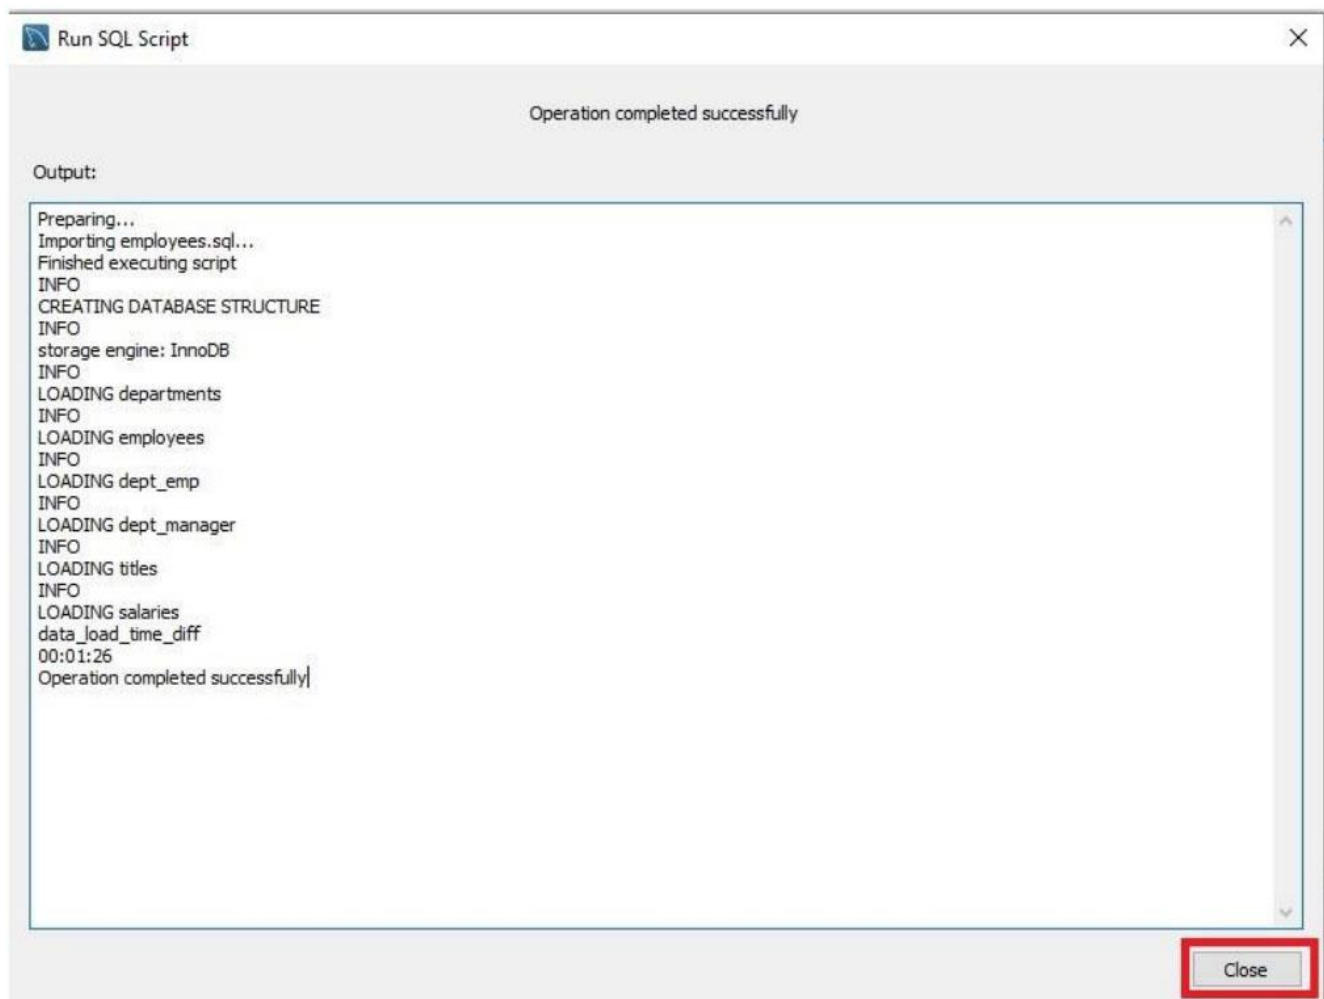 Run SQL Script
Operation completed successfully
Output:
Preparing...
Importing employees.sql...
Finished executing script
INFO
CREATING DATABASE STRUCTURE
INFO
storage engine: InnoDB
INFO
LOADING departments
INFO
LOADING employees
INFO
LOADING dept_emp
INFO
LOADING dept_manager
INFO
LOADING titles
INFO
LOADING salaries
data_load_time_diff
00:01:26
Operation completed successfully
Close